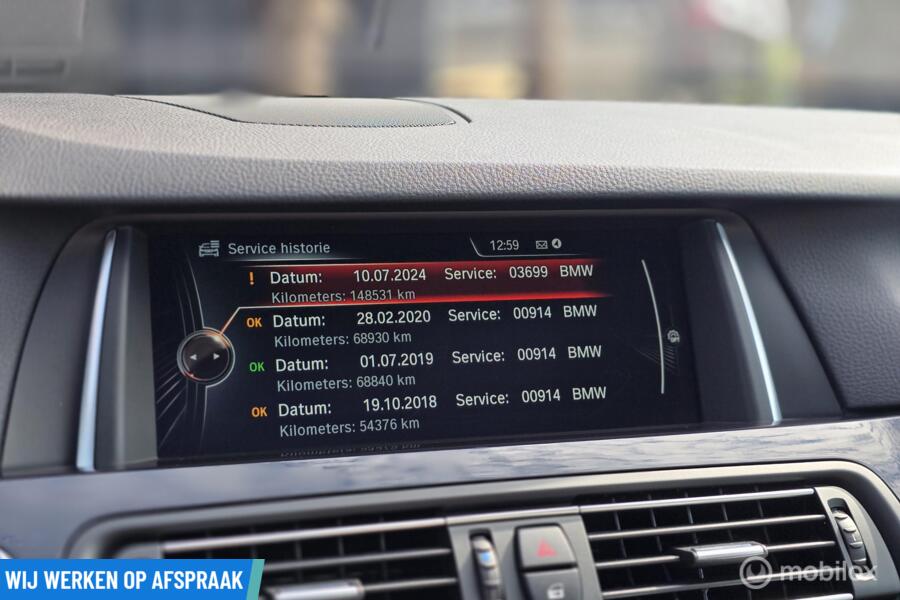 Service historie
12:59
! Datum: 10.07.2024 Service: 03699 BMW
Kilometers: 148531 km
OK Datum: 28.02.2020 Service: 00914 BMW
Kilometers: 68930 km
OK Datum: 01.07.2019 Service: 00914 BMW
Kilometers: 68840 km
OK Datum: 19.10.2018 Service: 00914 BMW
Kilometers: 54376 km
WIJ WERKEN OP AFSPRAAK
mobilox